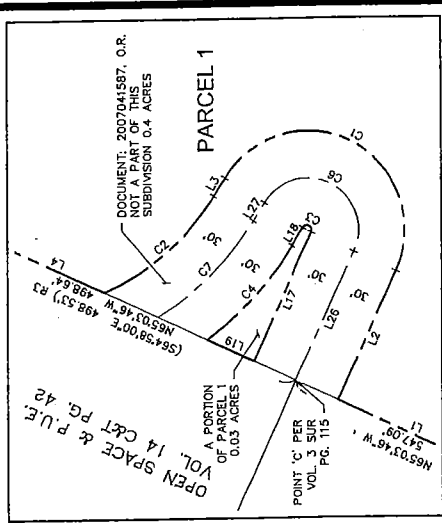 DOCUMENT: 2007041587, O.R.
NOT A PART OF THIS
SUBDIVISION 0.4 ACRES
PARCEL 1
L4
498.64'
498.53') R3
N65°03'46"W
(S64°58'00"E
OPEN SPACE & P.U.E.
VOL. 14 C&T PG. 42
C2
L3
C1
30'
C7
L27
C6
30'
C4
L18
C3
30'
L19
L17
30'
L26
30'
L2
A PORTION
OF PARCEL 1
0.03 ACRES
POINT 'C' PER
VOL. 3 SUR
PG. 115
L1
547.09'
N65°03'46"W